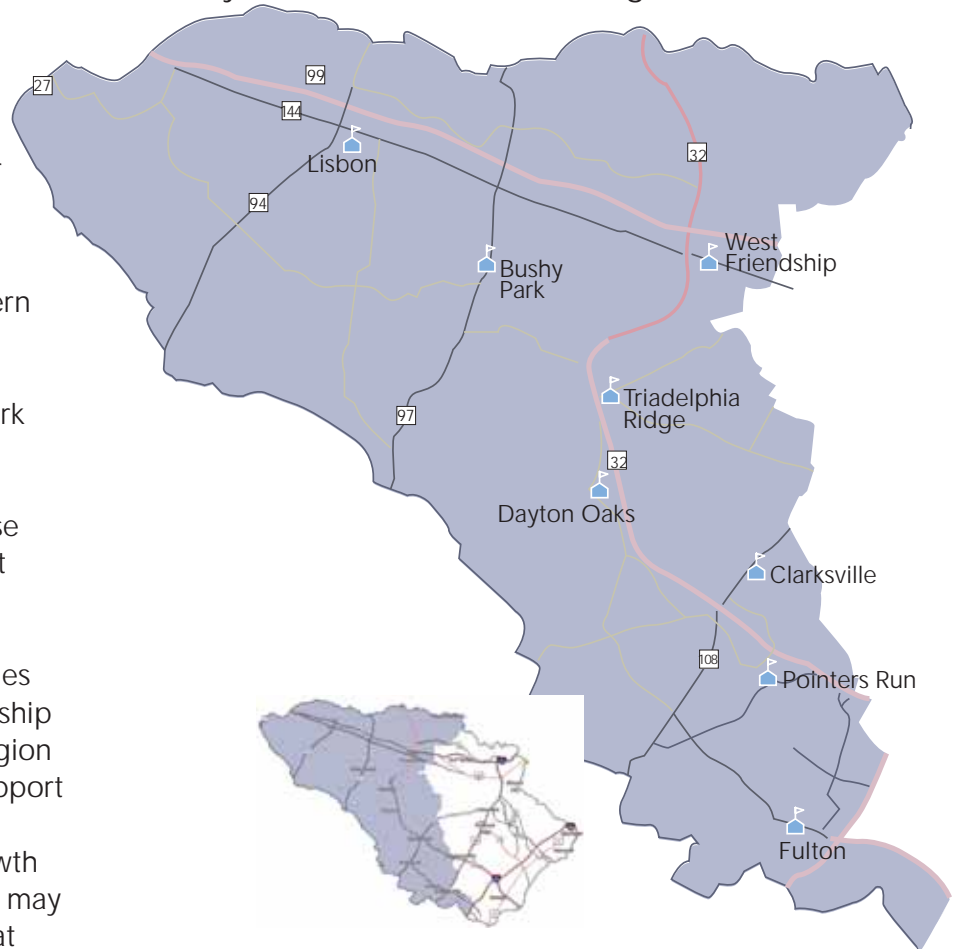 27
99
144
32
Lisbon
94
West
Friendship
Bushy
Park
ern
97
Triadelphia
Ridge
rk
32
Dayton Oaks
se
t
Clarksville
108
es
Pointers Run
ship
gion
pport
Fulton
wth
may
at